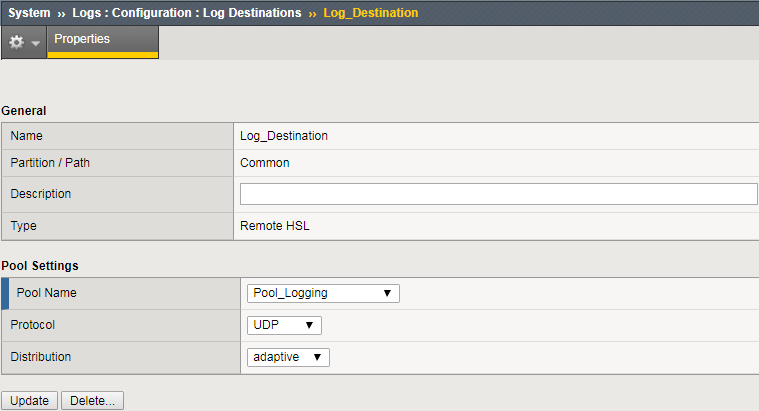 System ›› Logs : Configuration : Log Destinations ›› Log_Destination
Properties
General
Name Log_Destination
Partition / Path Common
Description
Type Remote HSL
Pool Settings
Pool Name Pool_Logging
Protocol UDP
Distribution adaptive
Update Delete...